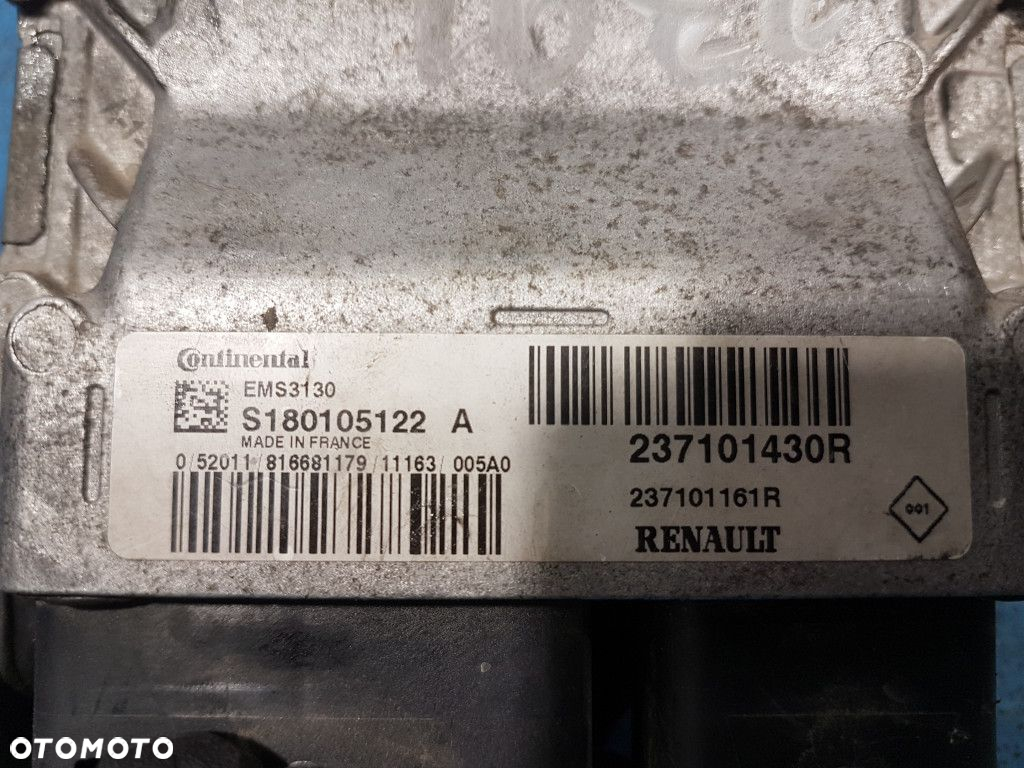 Continental
EMS3130
S180105122 A
MADE IN FRANCE
0/52011/816681179/11163/005A0
237101430R
237101161R
RENAULT
001
OTOMOTO